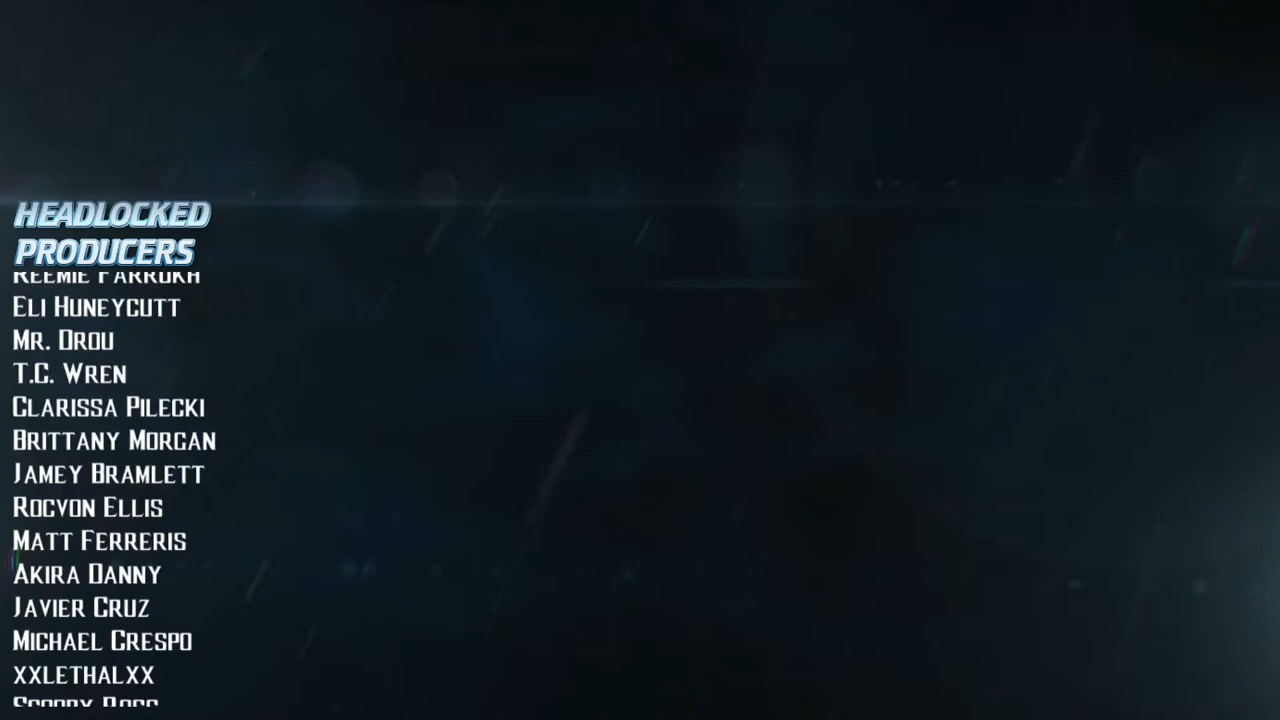 HEADLOCKED
PRODUCERS
ELI HUNEYCUTT
MR. DROU
T.C. WREN
CLARISSA PILECKI
BRITTANY MORGAN
JAMEY BRAMLETT
ROCVON ELLIS
MATT FERRERIS
AKIRA DANNY
JAVIER CRUZ
MICHAEL CRESPO
XXLETHALXX